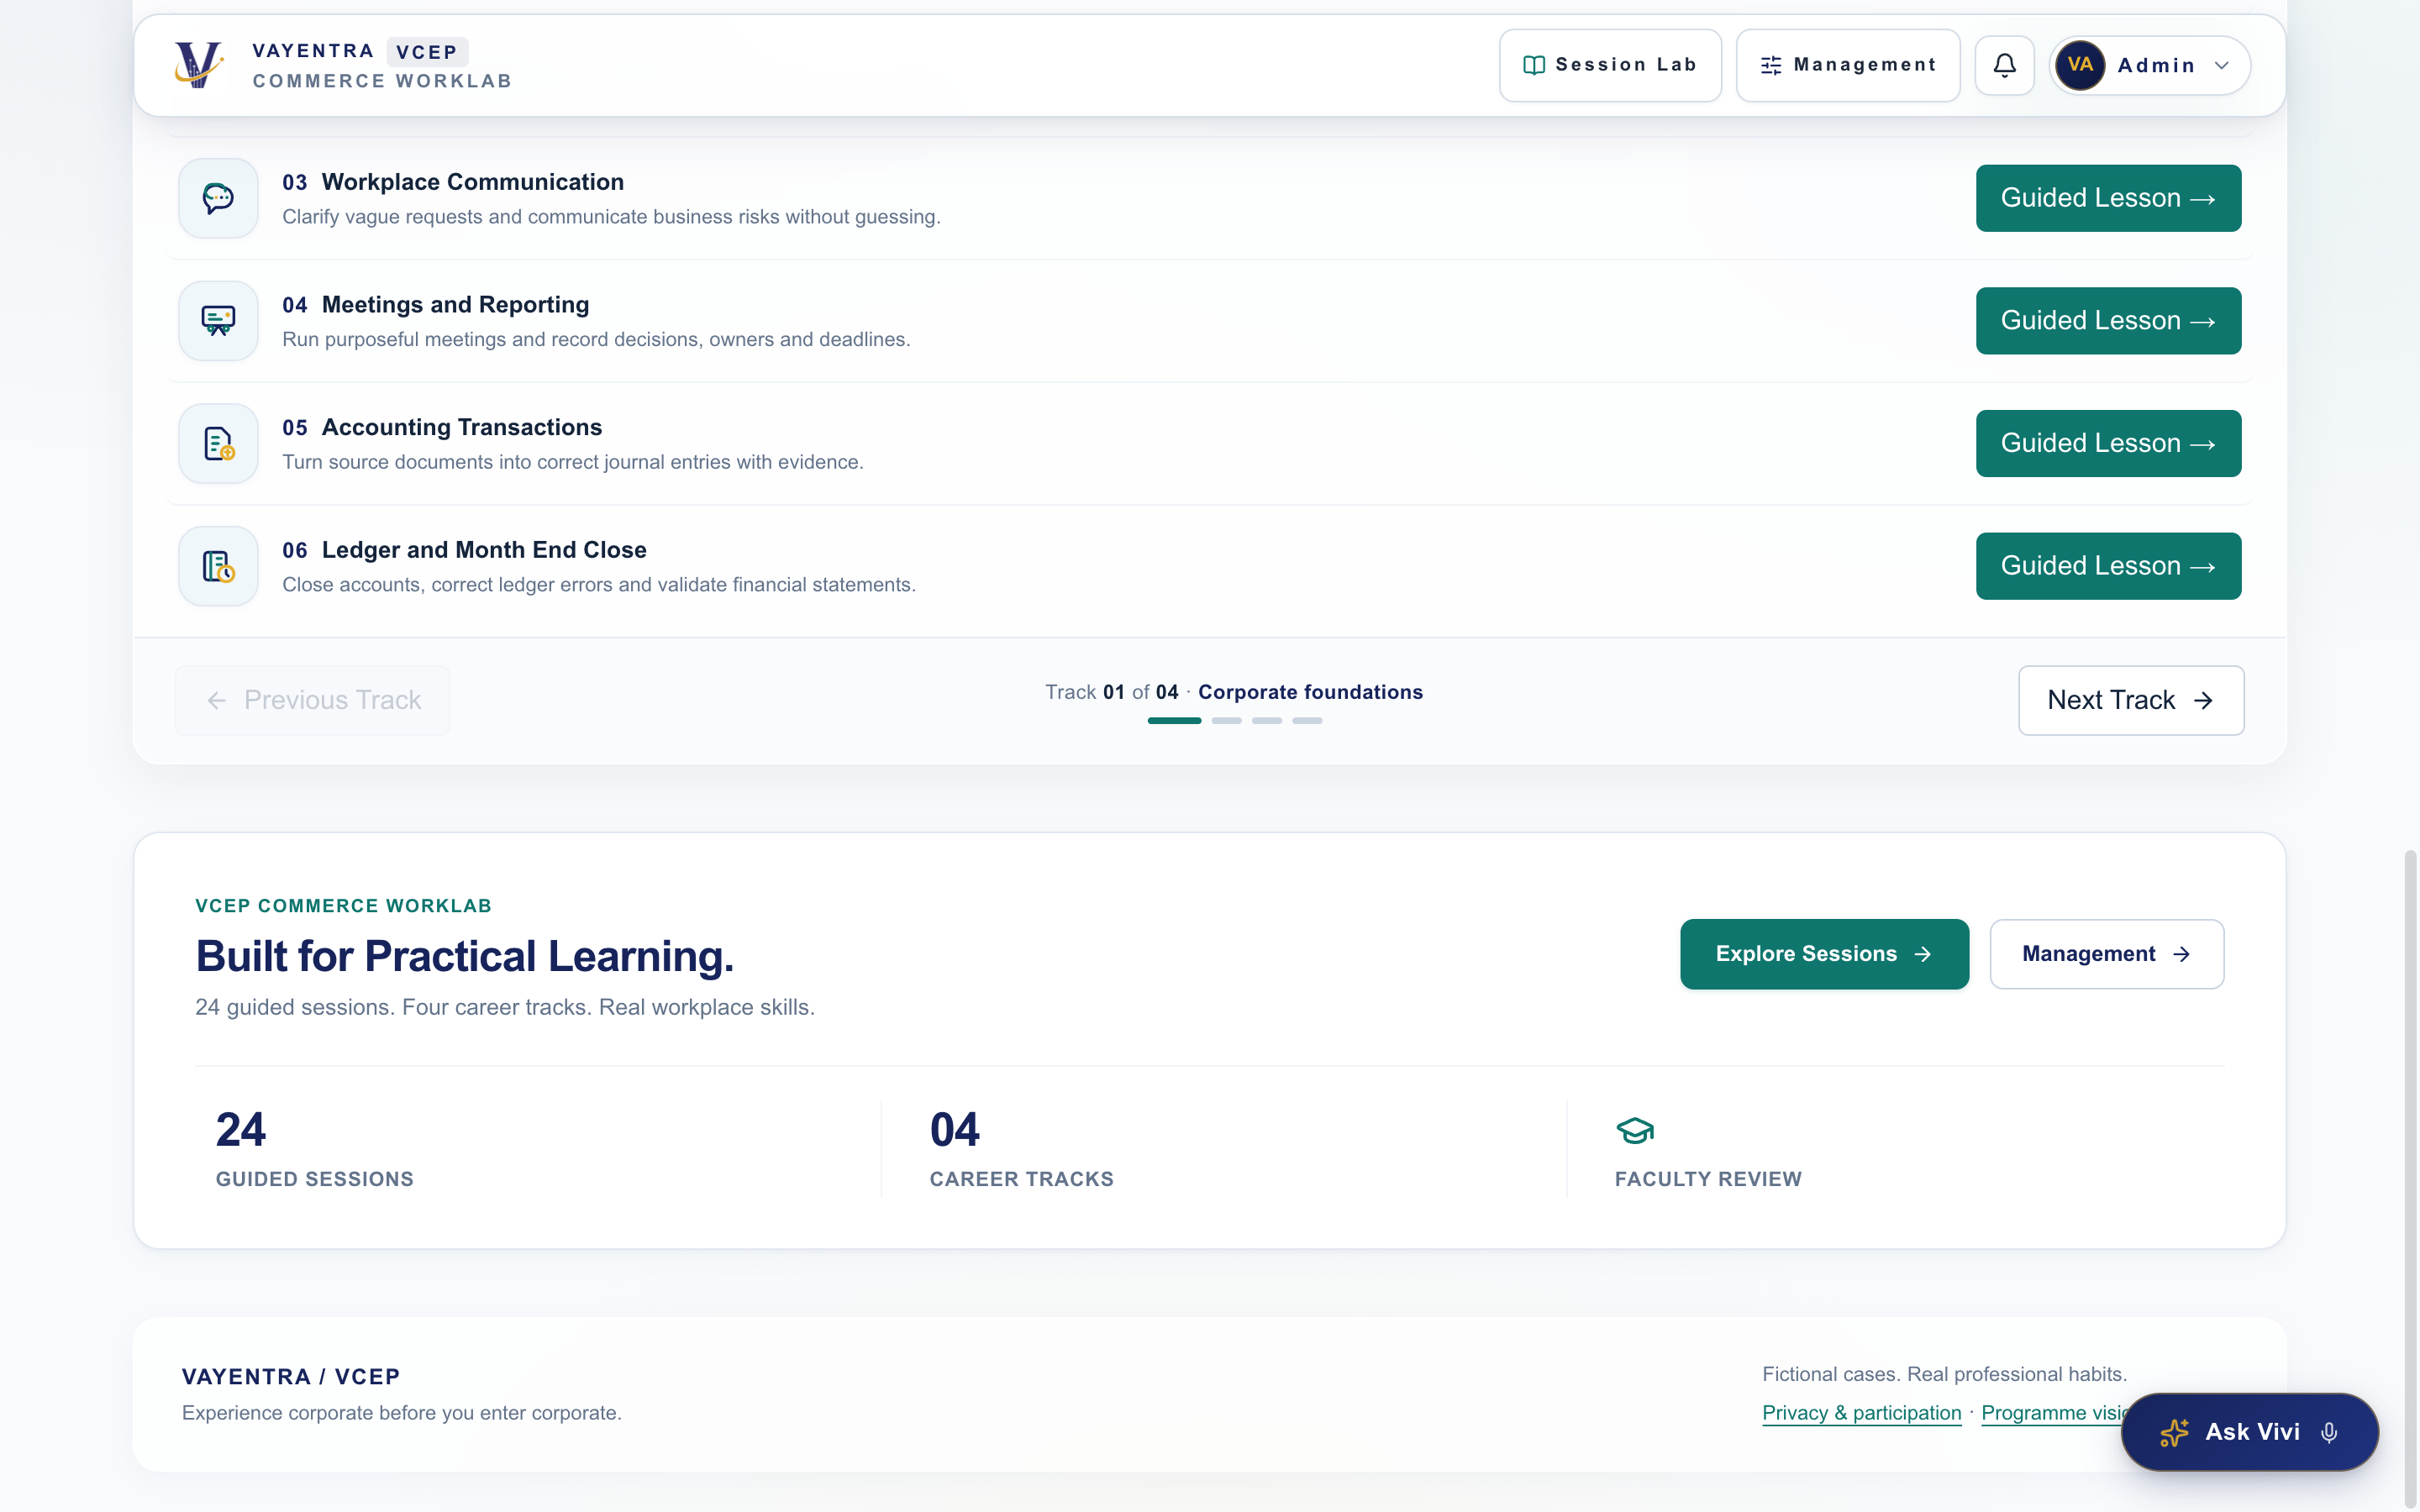 VAYENTRA VCEP
COMMERCE WORKLAB
Session Lab
Management
VA
Admin
03 Workplace Communication
Clarify vague requests and communicate business risks without guessing.
Guided Lesson →
04 Meetings and Reporting
Run purposeful meetings and record decisions, owners and deadlines.
Guided Lesson →
05 Accounting Transactions
Turn source documents into correct journal entries with evidence.
Guided Lesson →
06 Ledger and Month End Close
Close accounts, correct ledger errors and validate financial statements.
Guided Lesson →
← Previous Track
Track 01 of 04 · Corporate foundations
Next Track →
VCEP COMMERCE WORKLAB
Built for Practical Learning.
24 guided sessions. Four career tracks. Real workplace skills.
Explore Sessions →
Management →
24
GUIDED SESSIONS
04
CAREER TRACKS
FACULTY REVIEW
VAYENTRA / VCEP
Experience corporate before you enter corporate.
Fictional cases. Real professional habits.
Privacy & participation · Programme
Ask Vivi